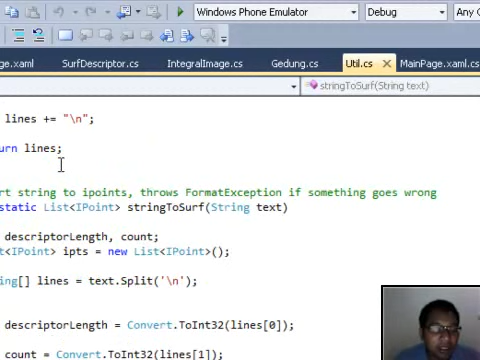 Windows Phone Emulator
Debug
Any
ge.xaml
SurfDescriptor.cs
IntegralImage.cs
Gedung.cs
Util.cs
MainPage.xaml.cs
stringToSurf(String text)
lines += "\n";
urn lines;
rt string to ipoints, throws FormatException if something goes wrong
static List<IPoint> stringToSurf(String text)
descriptorLength, count;
t<IPoint> ipts = new List<IPoint>();
ing[] lines = text.Split('\n');
descriptorLength = Convert.ToInt32(lines[0]);
count = Convert.ToInt32(lines[1]);